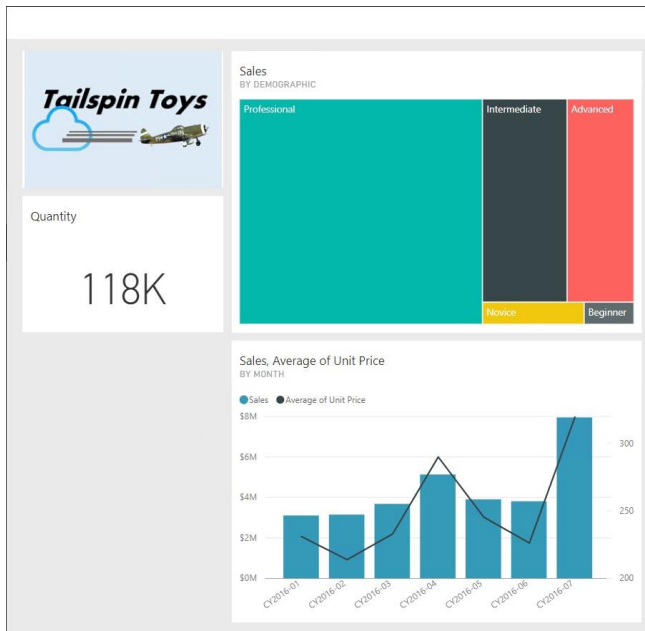 Tailspin Toys
Quantity
118K
Sales
BY DEMOGRAPHIC
Professional
Intermediate
Advanced
Novice
Beginner
Sales, Average of Unit Price
BY MONTH
Sales
Average of Unit Price
$8M
$6M
$4M
$2M
$0M
300
250
200
CY2016-01
CY2016-02
CY2016-03
CY2016-04
CY2016-05
CY2016-06
CY2016-07